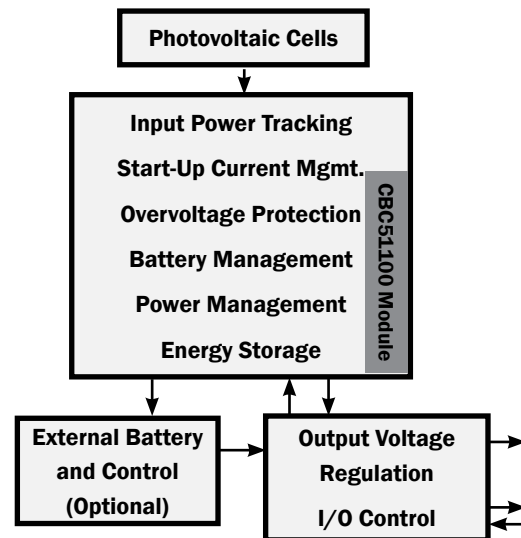 Photovoltaic Cells
Input Power Tracking
Start-Up Current Mgmt.
Overvoltage Protection
Battery Management
Power Management
Energy Storage
CBC51100 Module
External Battery
and Control
(Optional)
Output Voltage
Regulation
I/O Control